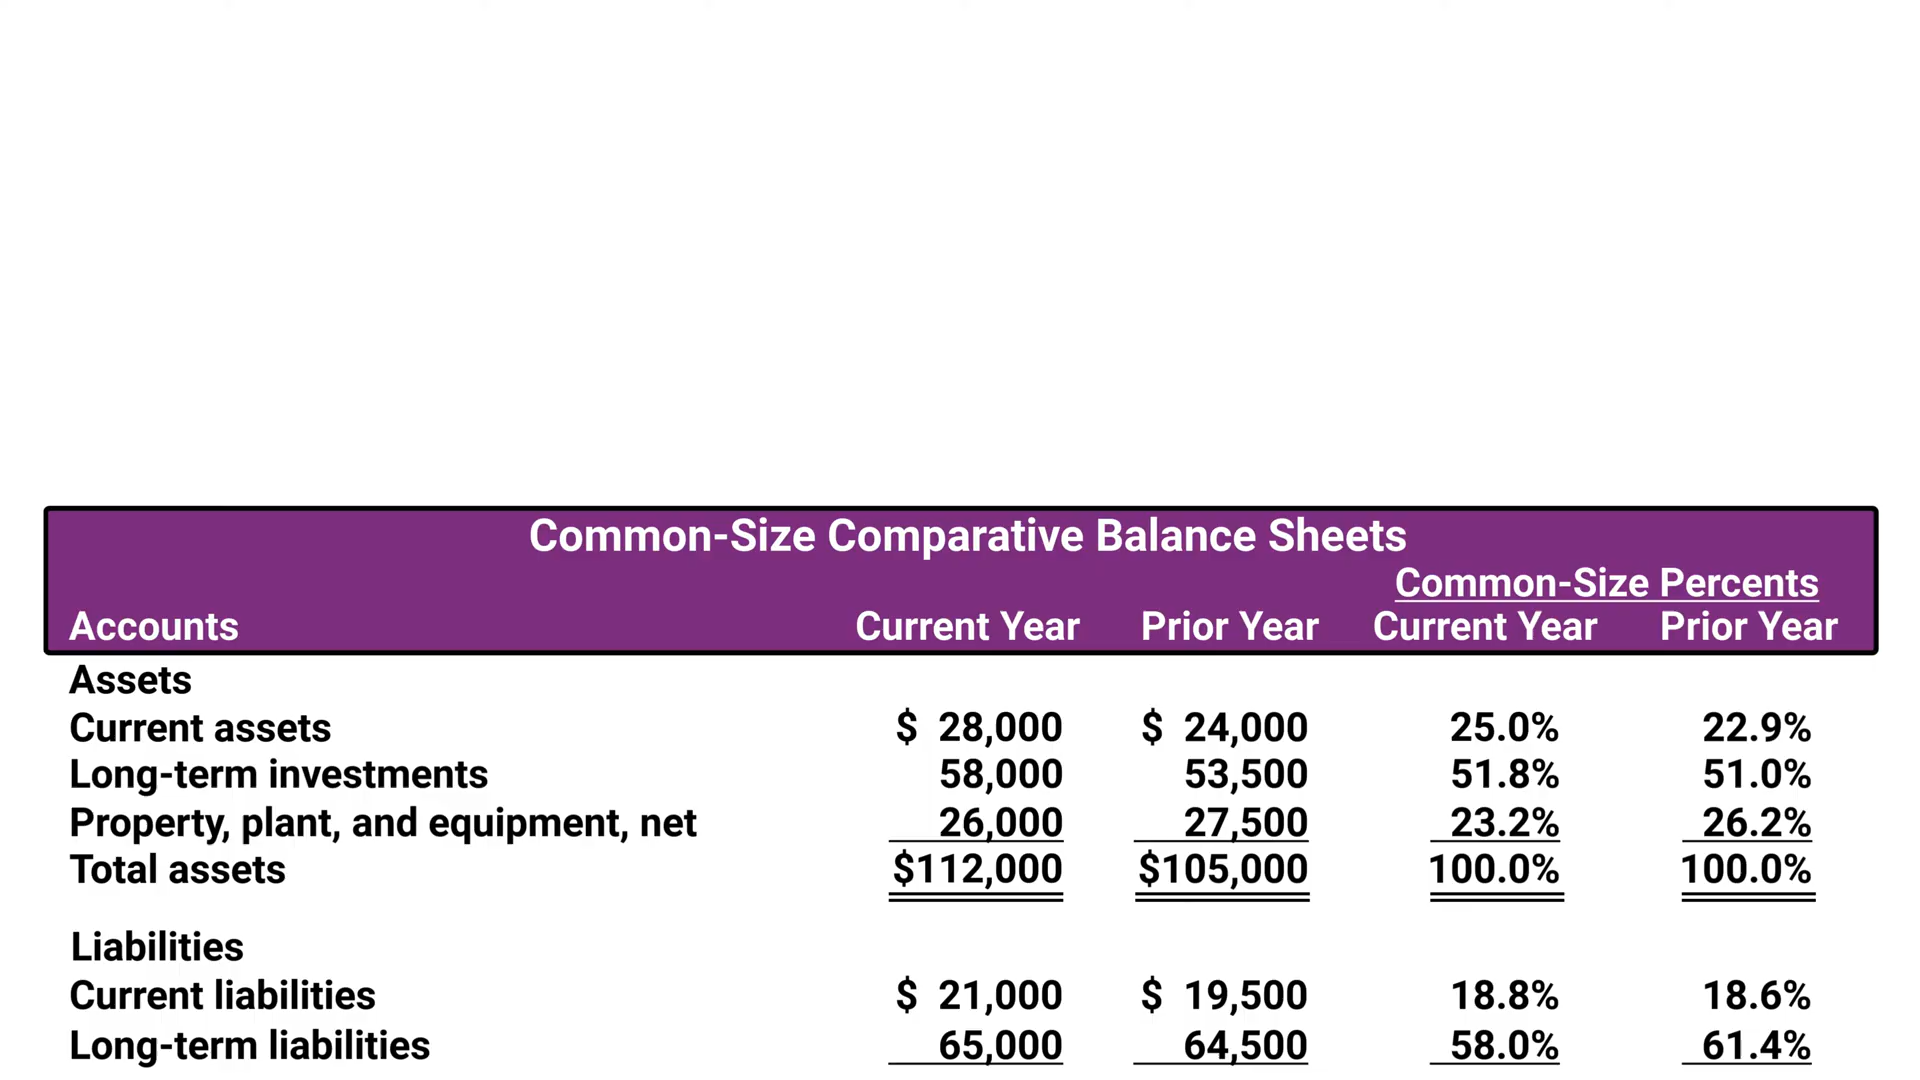 Common-Size Comparative Balance Sheets
Common-Size Percents
Accounts Current Year Prior Year Current Year Prior Year
Assets
Current assets $ 28,000 $ 24,000 25.0% 22.9%
Long-term investments 58,000 53,500 51.8% 51.0%
Property, plant, and equipment, net 26,000 27,500 23.2% 26.2%
Total assets $112,000 $105,000 100.0% 100.0%
Liabilities
Current liabilities $ 21,000 $ 19,500 18.8% 18.6%
Long-term liabilities 65,000 64,500 58.0% 61.4%